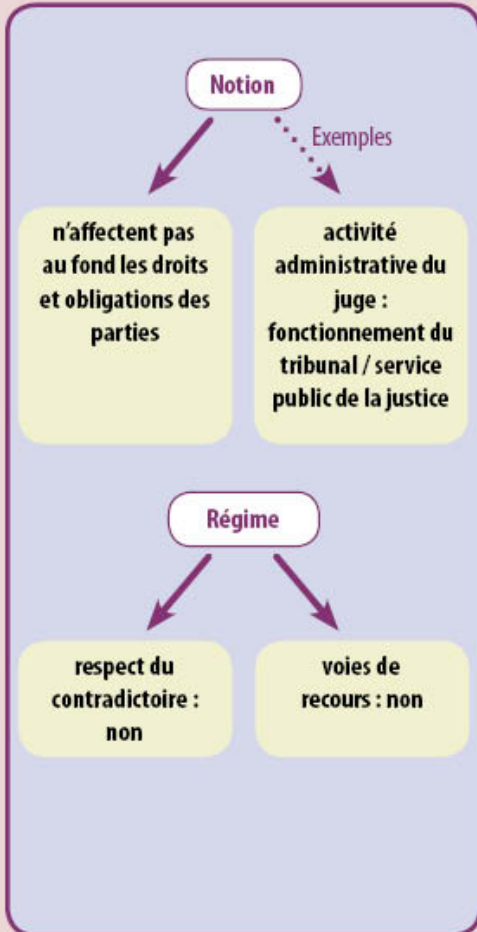 Notion
Exemples
n'affectent pas
au fond les droits
et obligations des
parties
activité
administrative du
juge :
fonctionnement du
tribunal / service
public de la justice
Régime
respect du
contradictoire :
non
voies de
recours : non